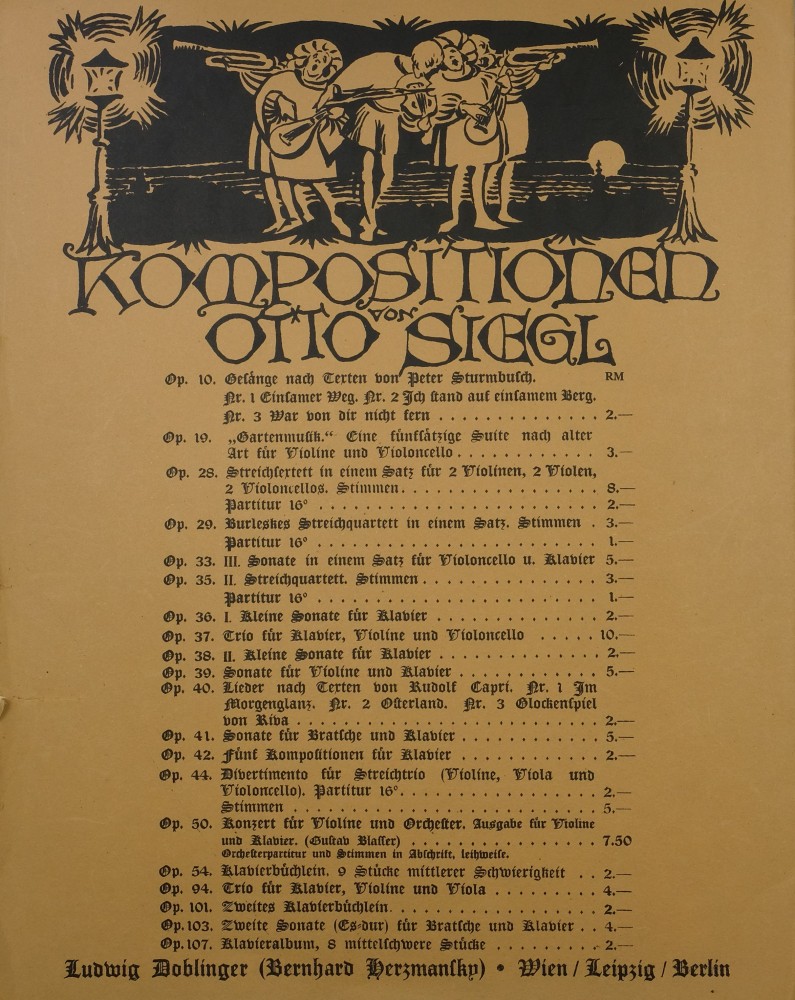 KOMPOSITIONEN
VON
OTTO SIEGL
RM
Op. 10. Gesänge nach Texten von Peter Sturmbusch.
Nr. 1 Einsamer Weg. Nr. 2 Ich stand auf einsamem Berg.
Nr. 3 War von dir nicht fern . . . . . . . . . . . . 2.—
Op. 19. „Gartenmusik.“ Eine fünfsätzige Suite nach alter
Art für Violine und Violoncello . . . . . . . . . . . 3.—
Op. 28. Streichsextett in einem Satz für 2 Violinen, 2 Violen,
2 Violoncellos. Stimmen . . . . . . . . . . . . . . . 8.—
Partitur 16° . . . . . . . . . . . . . . . . . . . . 2.—
Op. 29. Burleskes Streichquartett in einem Satz. Stimmen . 3.—
Partitur 16° . . . . . . . . . . . . . . . . . . . . 1.—
Op. 33. III. Sonate in einem Satz für Violoncello u. Klavier 5.—
Op. 35. II. Streichquartett. Stimmen . . . . . . . . . . . . . 3.—
Partitur 16° . . . . . . . . . . . . . . . . . . . . 1.—
Op. 36. I. Kleine Sonate für Klavier . . . . . . . . . . . . 2.—
Op. 37. Trio für Klavier, Violine und Violoncello . . . . . 10.—
Op. 38. II. Kleine Sonate für Klavier . . . . . . . . . . . . 2.—
Op. 39. Sonate für Violine und Klavier . . . . . . . . . . 5.—
Op. 40. Lieder nach Texten von Rudolf Capri. Nr. 1 Im
Morgenglanz. Nr. 2 Osterland. Nr. 3 Glockenspiel
von Riva . . . . . . . . . . . . . . . . . . . . . . 2.—
Op. 41. Sonate für Bratsche und Klavier . . . . . . . . . . 5.—
Op. 42. Fünf Kompositionen für Klavier . . . . . . . . . . 2.—
Op. 44. Divertimento für Streichtrio (Violine, Viola und
Violoncello). Partitur 16° . . . . . . . . . . . . . . 2.—
Stimmen . . . . . . . . . . . . . . . . . . . . . . 5.—
Op. 50. Konzert für Violine und Orchester. Ausgabe für Violine
und Klavier. (Gustav Blasser) . . . . . . . . . . . . 7.50
Orchesterpartitur und Stimmen in Abschrift, leihweise.
Op. 54. Klavierbüchlein. 9 Stücke mittlerer Schwierigkeit . . 2.—
Op. 94. Trio für Klavier, Violine und Viola . . . . . . . . 4.—
Op. 101. Zweites Klavierbüchlein. . . . . . . . . . . . . . 2.—
Op. 103. Zweite Sonate (Es=dur) für Bratsche und Klavier . . 4.—
Op. 107. Klavieralbum, 8 mittelschwere Stücke . . . . . . . . 2.—
Ludwig Doblinger (Bernhard Herzmansky) • Wien / Leipzig / Berlin